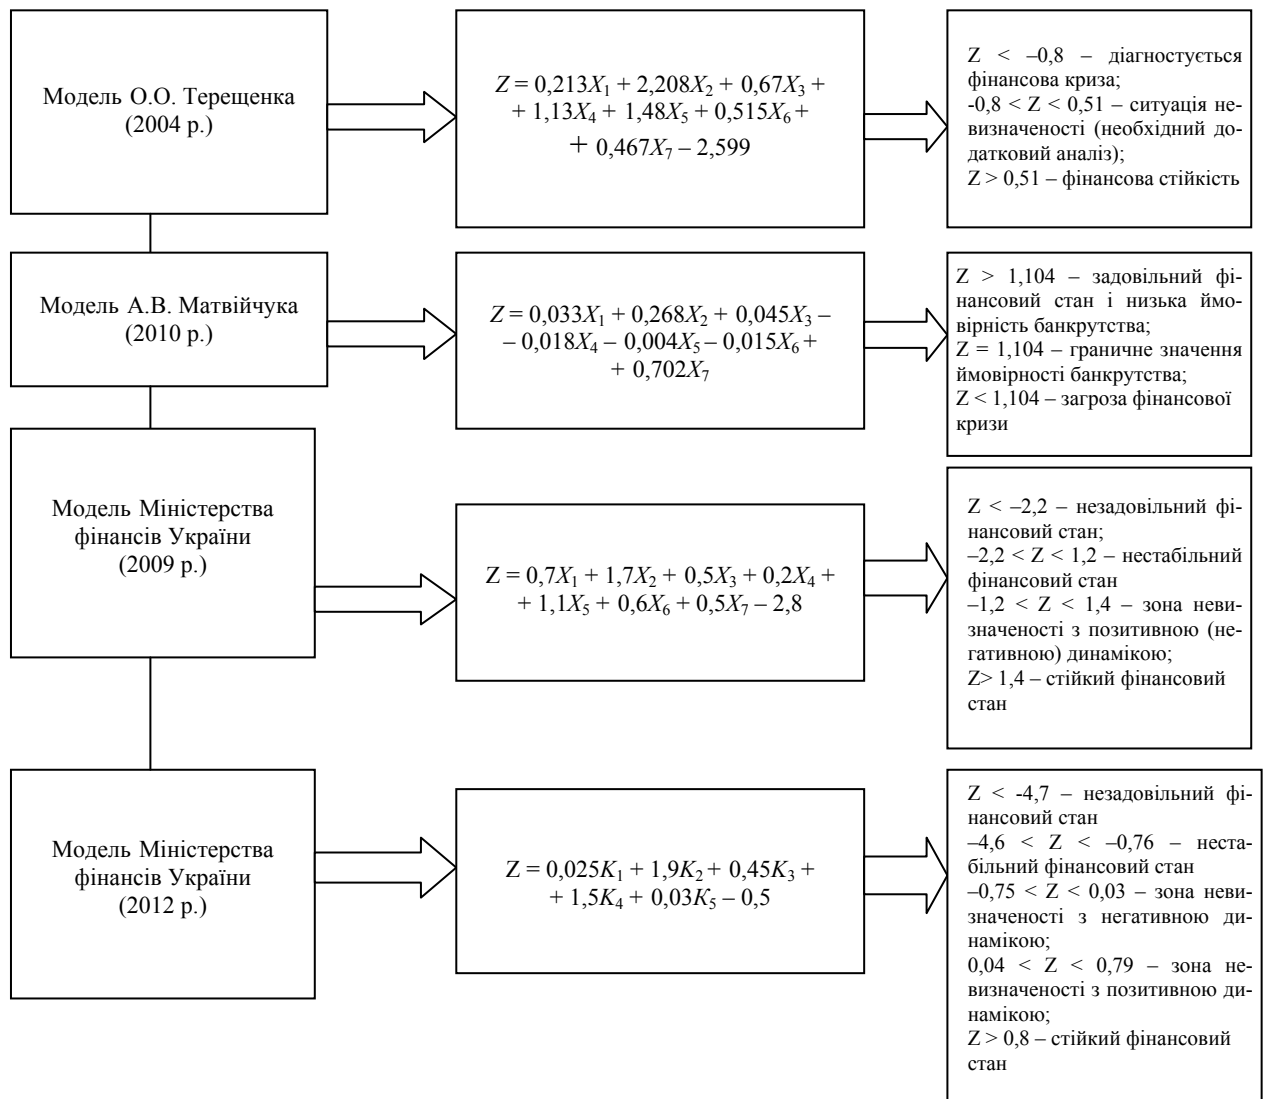 Модель О.О. Терещенка
(2004 р.)
Z = 0,213X₁ + 2,208X₂ + 0,67X₃ +
+ 1,13X₄ + 1,48X₅ + 0,515X₆ +
+ 0,467X₇ – 2,599
Z < –0,8 – діагностується
фінансова криза;
-0,8 < Z < 0,51 – ситуація не-
визначеності (необхідний до-
датковий аналіз);
Z > 0,51 – фінансова стійкість
Модель А.В. Матвійчука
(2010 р.)
Z = 0,033X₁ + 0,268X₂ + 0,045X₃ –
– 0,018X₄ – 0,004X₅ – 0,015X₆ +
+ 0,702X₇
Z > 1,104 – задовільний фі-
нансовий стан і низька ймо-
вірність банкрутства;
Z = 1,104 – граничне значення
ймовірності банкрутства;
Z < 1,104 – загроза фінансової
кризи
Модель Міністерства
фінансів України
(2009 р.)
Z = 0,7X₁ + 1,7X₂ + 0,5X₃ + 0,2X₄ +
+ 1,1X₅ + 0,6X₆ + 0,5X₇ – 2,8
Z < –2,2 – незадовільний фі-
нансовий стан;
–2,2 < Z < 1,2 – нестабільний
фінансовий стан
–1,2 < Z < 1,4 – зона неви-
значеності з позитивною (не-
гативною) динамікою;
Z> 1,4 – стійкий фінансовий
стан
Модель Міністерства
фінансів України
(2012 р.)
Z = 0,025K₁ + 1,9K₂ + 0,45K₃ +
+ 1,5K₄ + 0,03K₅ – 0,5
Z < -4,7 – незадовільний фі-
нансовий стан
–4,6 < Z < –0,76 – неста-
більний фінансовий стан
–0,75 < Z < 0,03 – зона неви-
значеності з негативною ди-
намікою;
0,04 < Z < 0,79 – зона не-
визначеності з позитивною ди-
намікою;
Z > 0,8 – стійкий фінансовий
стан